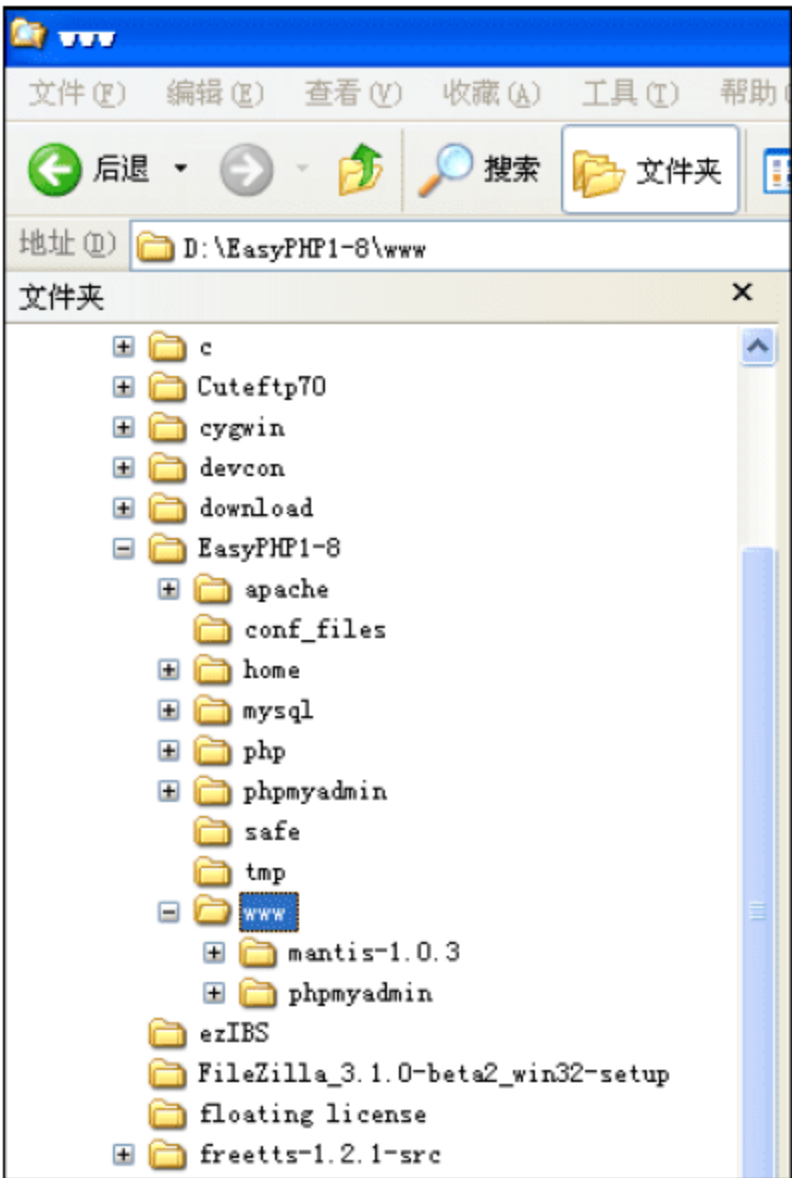 www
文件(F) 编辑(E) 查看(V) 收藏(A) 工具(T) 帮助(
后退 搜索 文件夹
地址(D) D:\EasyPHP1-8\www
文件夹
c
Cuteftp70
cygwin
devcon
download
EasyPHP1-8
apache
conf_files
home
mysql
php
phpmyadmin
safe
tmp
www
mantis-1.0.3
phpmyadmin
ezIBS
FileZilla_3.1.0-beta2_win32-setup
floating license
freetts-1.2.1-src